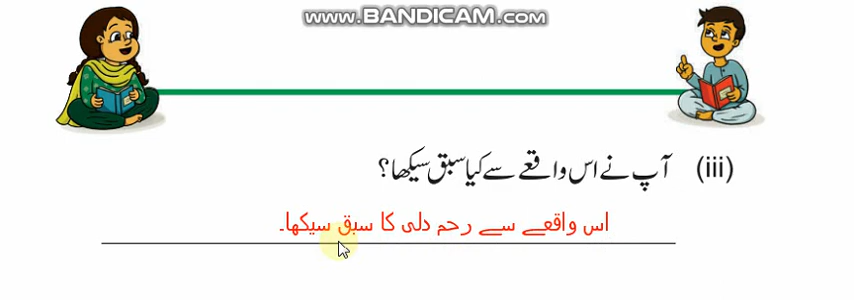 www.BANDICAM.com
(iii) آپ نے اس واقعے سے کیا سبق سیکھا؟
اس واقعے سے رحم دلی کا سبق سیکھا۔